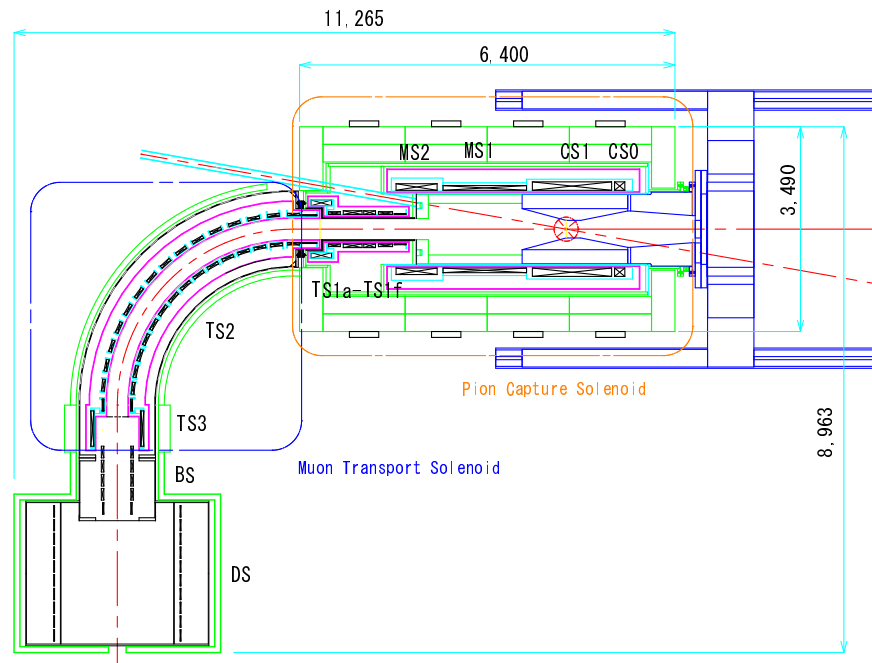 11,265
6,400
MS2
MS1
CS1
CS0
3,490
TS1a-TS1f
TS2
Pion Capture Solenoid
TS3
8,963
Muon Transport Solenoid
BS
DS